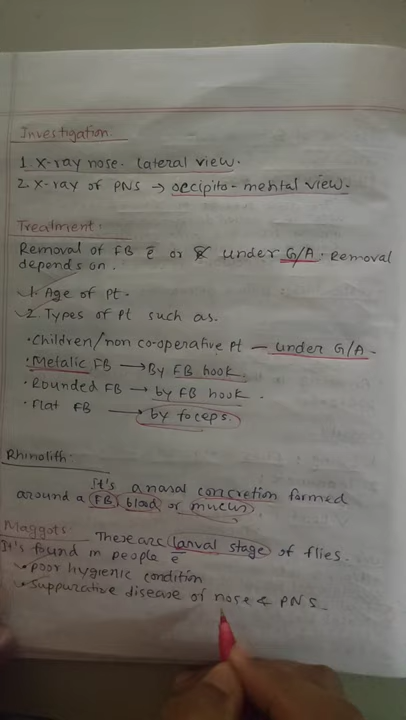 Investigation:
1. X-ray nose. lateral view.
2. X-ray of PNS → occipito-mental view.
Treatment:
Removal of FB c̄ or s̄ under G/A. Removal
depends on.
1. Age of Pt.
2. Types of Pt such as.
• Children/non co-operative Pt — under G/A.
• Metalic FB → By FB hook.
• Rounded FB → by FB hook.
• Flat FB → by foceps.
Rhinolith:
It's a nasal concretion formed
around a FB, blood or mucus.
Maggots: There are larval stage of flies.
It's found in people c̄
• poor hygienic condition
• Suppurative disease of nose & PNS.